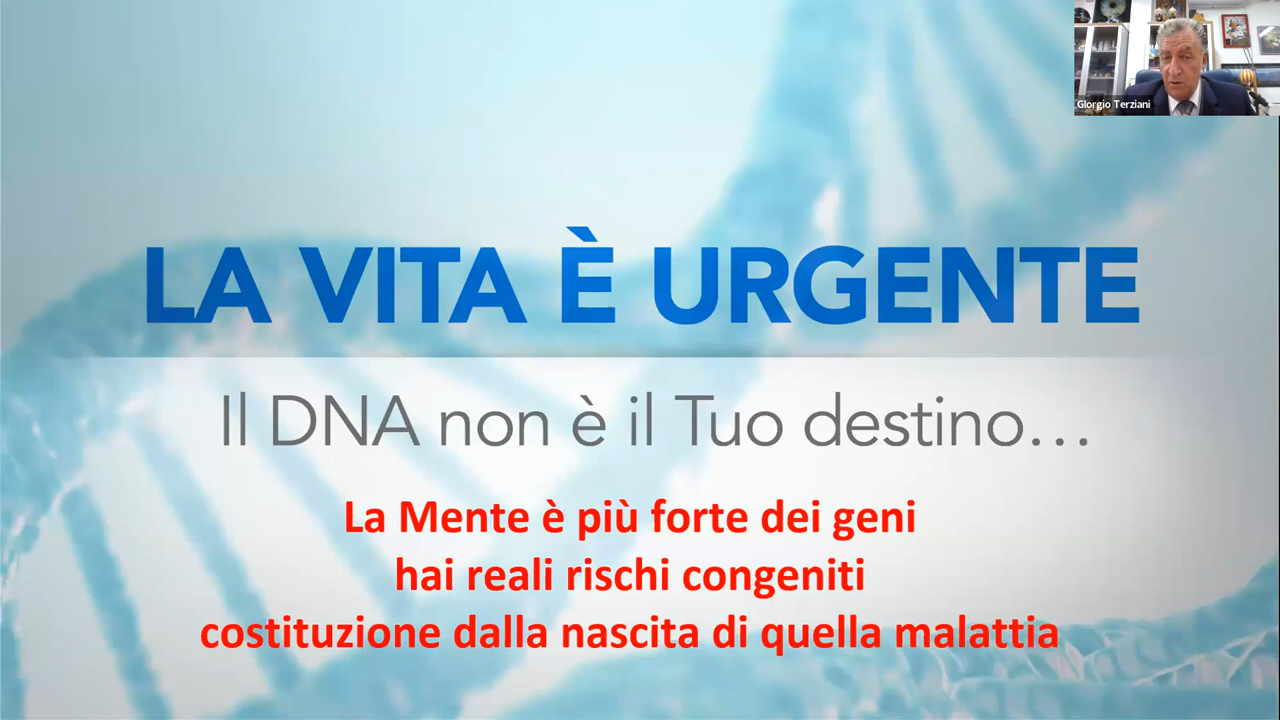 GIorgio Terziani
LA VITA È URGENTE
Il DNA non è il Tuo destino...
La Mente è più forte dei geni
hai reali rischi congeniti
costituzione dalla nascita di quella malattia